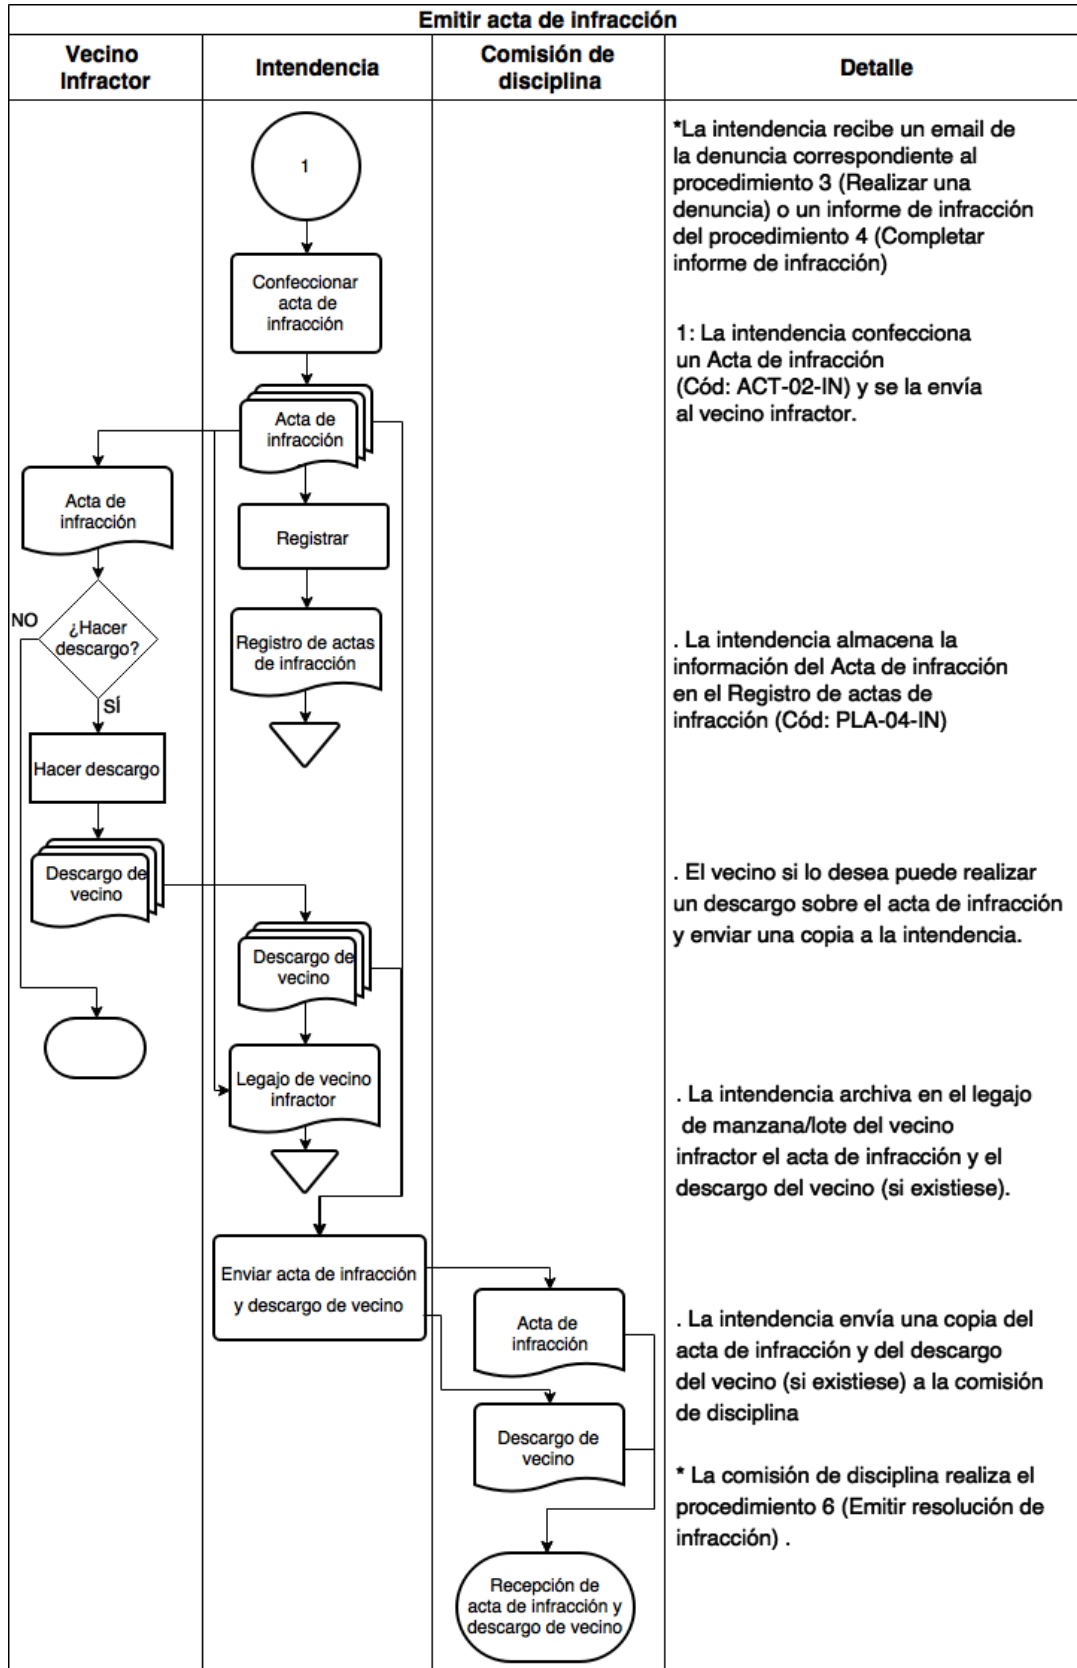 Emitir acta de infracción
Vecino
Infractor
Intendencia
Comisión de
disciplina
Detalle
1
*La intendencia recibe un email de
la denuncia correspondiente al
procedimiento 3 (Realizar una
denuncia) o un informe de infracción
del procedimiento 4 (Completar
informe de infracción)
Confeccionar
acta de
infracción
1: La intendencia confecciona
un Acta de infracción
(Cód: ACT-02-IN) y se la envía
al vecino infractor.
Acta de
infracción
Acta de
infracción
Registrar
NO
¿Hacer
descargo?
SÍ
Registro de actas
de infracción
. La intendencia almacena la
información del Acta de infracción
en el Registro de actas de
infracción (Cód: PLA-04-IN)
Hacer descargo
Descargo de
vecino
. El vecino si lo desea puede realizar
un descargo sobre el acta de infracción
y enviar una copia a la intendencia.
Descargo de
vecino
Legajo de vecino
infractor
. La intendencia archiva en el legajo
de manzana/lote del vecino
infractor el acta de infracción y el
descargo del vecino (si existiese).
Enviar acta de infracción
y descargo de vecino
Acta de
infracción
. La intendencia envía una copia del
acta de infracción y del descargo
del vecino (si existiese) a la comisión
de disciplina
Descargo de
vecino
* La comisión de disciplina realiza el
procedimiento 6 (Emitir resolución de
infracción) .
Recepción de
acta de infracción y
descargo de vecino